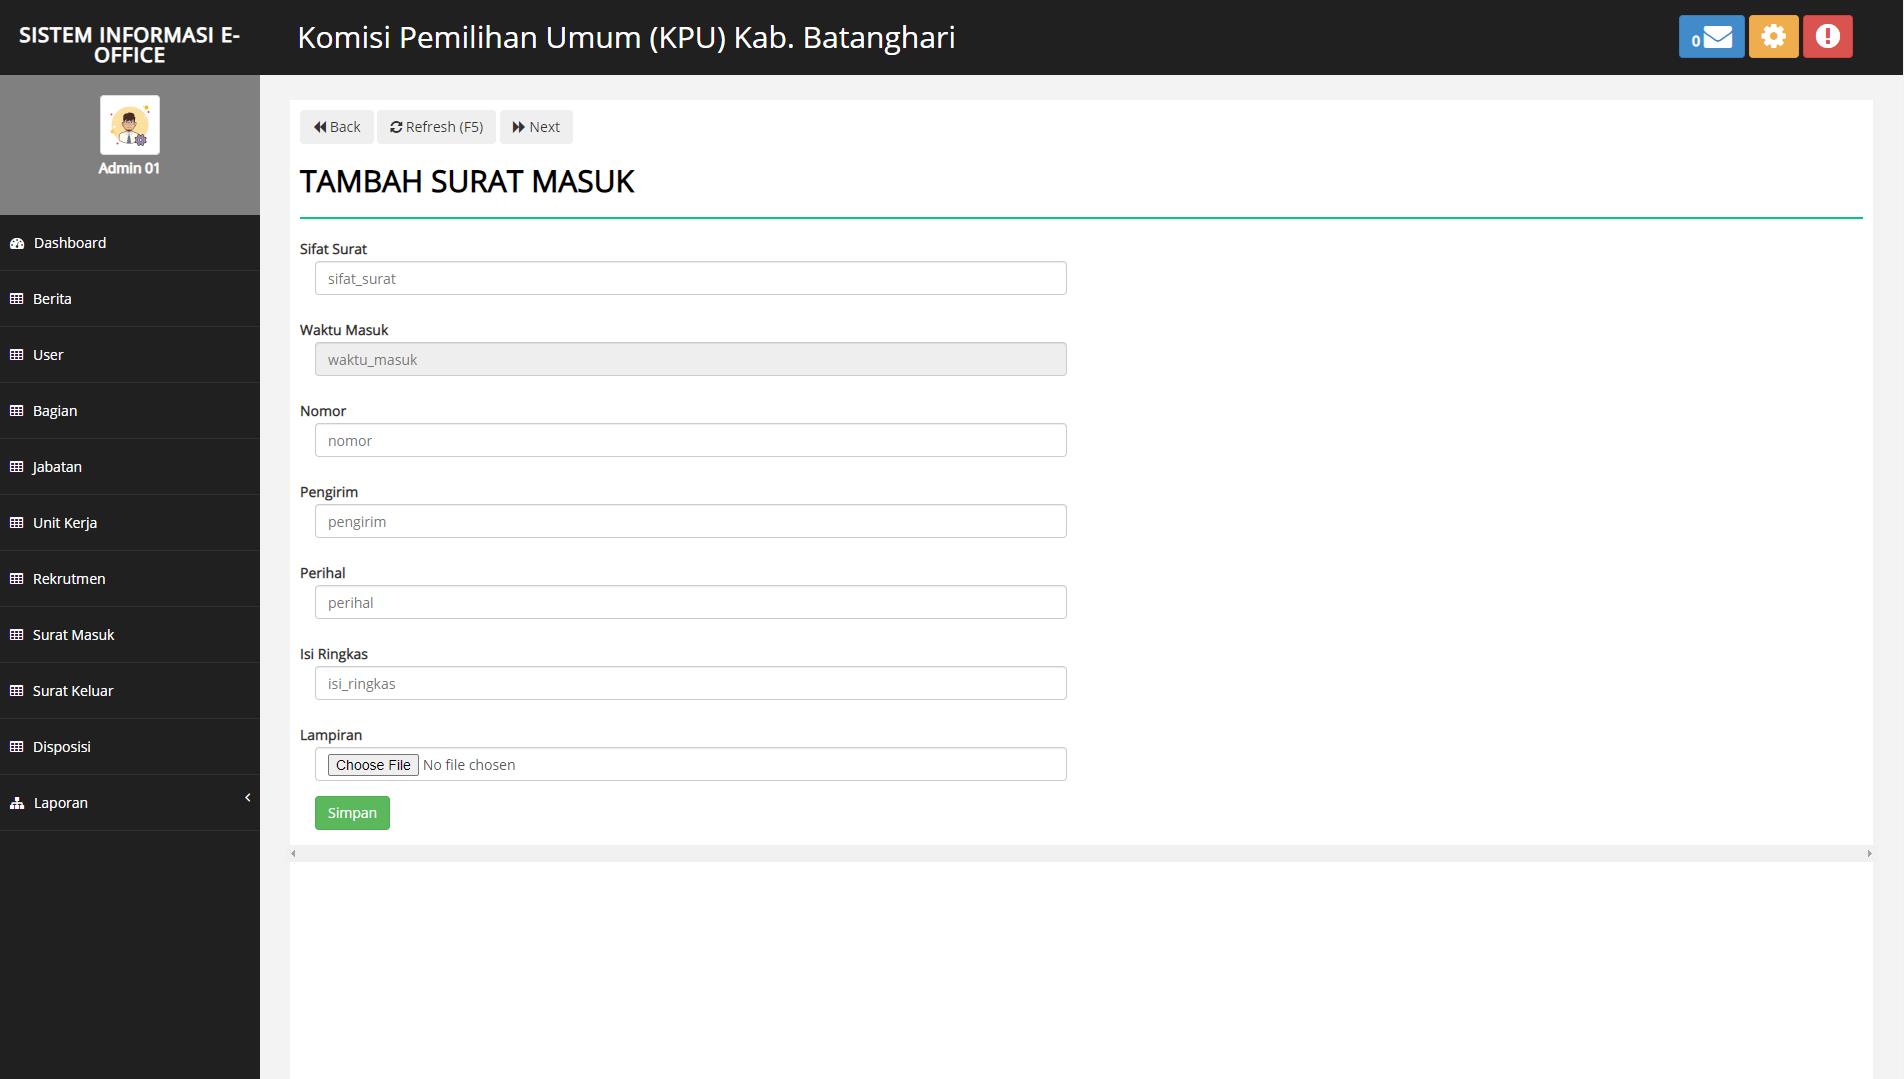 SISTEM INFORMASI E-
OFFICE
Komisi Pemilihan Umum (KPU) Kab. Batanghari
0
Admin 01
Dashboard
Berita
User
Bagian
Jabatan
Unit Kerja
Rekrutmen
Surat Masuk
Surat Keluar
Disposisi
Laporan
Back
Refresh (F5)
Next
TAMBAH SURAT MASUK
Sifat Surat
sifat_surat
Waktu Masuk
waktu_masuk
Nomor
nomor
Pengirim
pengirim
Perihal
perihal
Isi Ringkas
isi_ringkas
Lampiran
Choose File No file chosen
Simpan